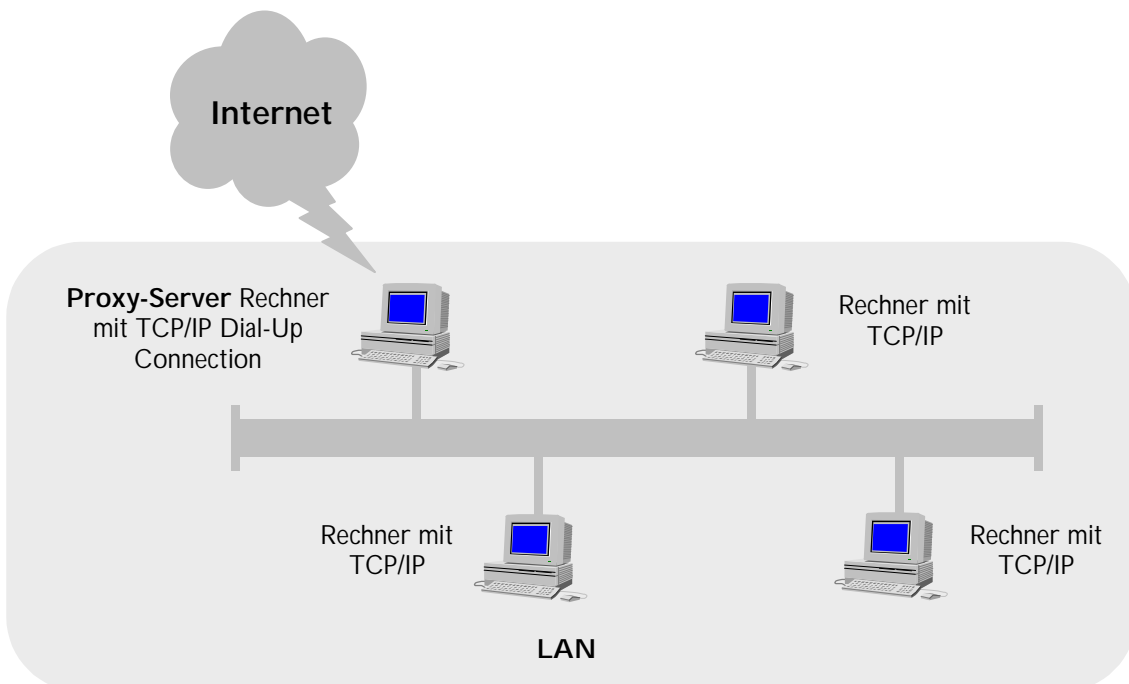 Internet
Proxy-Server Rechner
mit TCP/IP Dial-Up
Connection
Rechner mit
TCP/IP
Rechner mit
TCP/IP
Rechner mit
TCP/IP
LAN